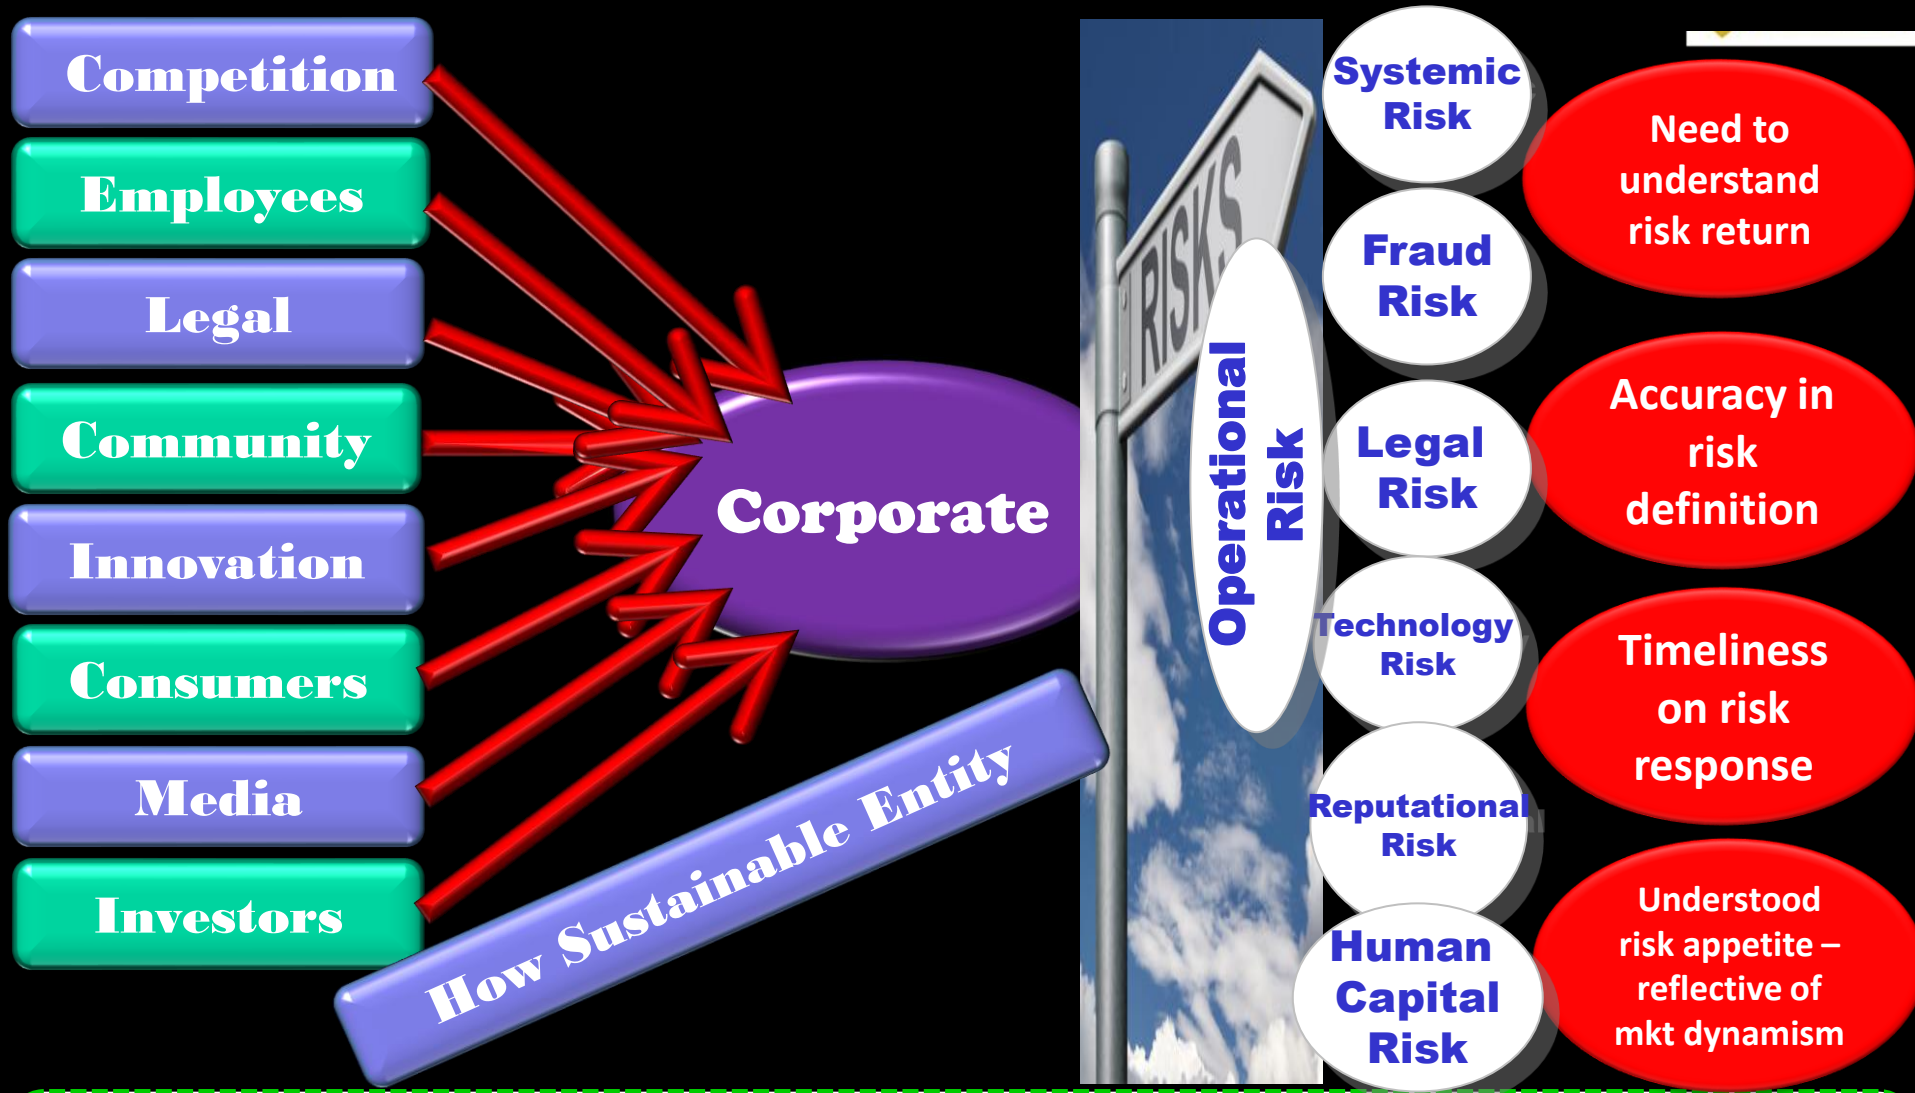 Competition
Employees
Legal
Community
Innovation
Consumers
Media
Investors
Corporate
How Sustainable Entity
RISKS
Operational
Risk
Systemic
Risk
Fraud
Risk
Legal
Risk
Technology
Risk
Reputational
Risk
Human
Capital
Risk
Need to
understand
risk return
Accuracy in
risk
definition
Timeliness
on risk
response
Understood
risk appetite –
reflective of
mkt dynamism